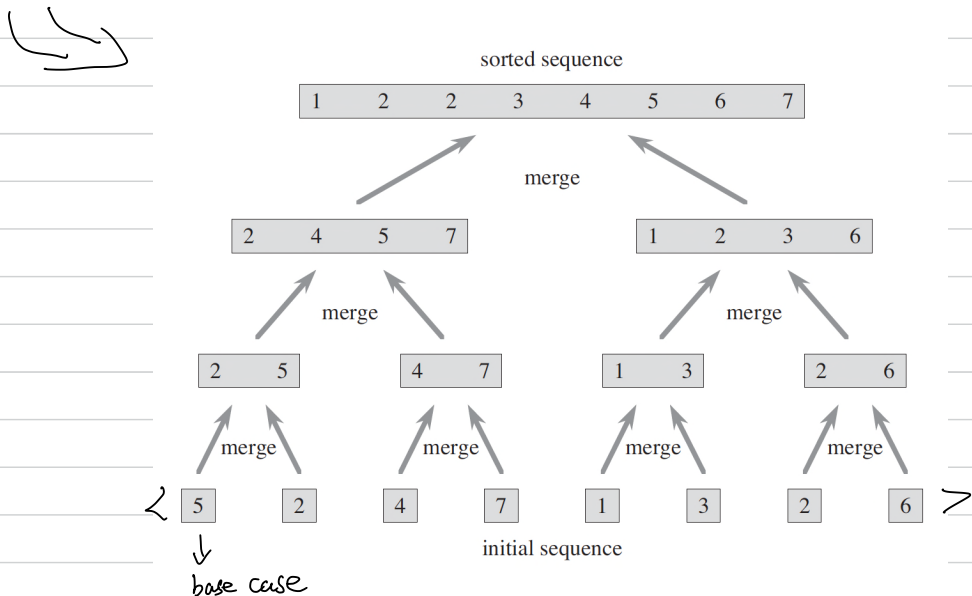 sorted sequence
1 2 2 3 4 5 6 7
merge
2 4 5 7 1 2 3 6
merge merge
2 5 4 7 1 3 2 6
merge merge merge merge
< 5 2 4 7 1 3 2 6 >
initial sequence
base case